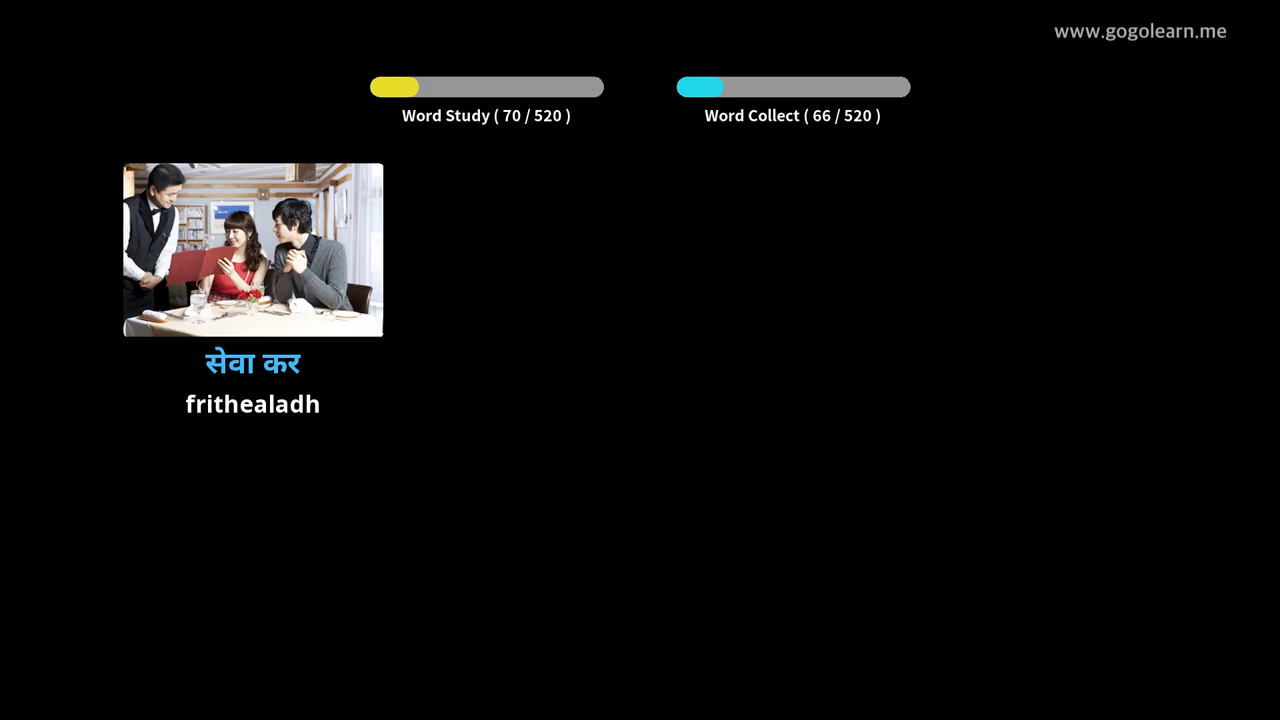 www.gogolearn.me
Word Study ( 70 / 520 )
Word Collect ( 66 / 520 )
सेवा कर
frithealadh